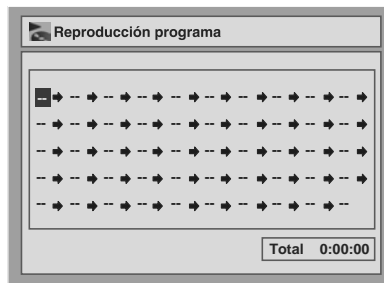 Reproducción programa
-- ➡ -- ➡ -- ➡ -- ➡ -- ➡ -- ➡ -- ➡ -- ➡ -- ➡ -- ➡
-- ➡ -- ➡ -- ➡ -- ➡ -- ➡ -- ➡ -- ➡ -- ➡ -- ➡ -- ➡
-- ➡ -- ➡ -- ➡ -- ➡ -- ➡ -- ➡ -- ➡ -- ➡ -- ➡ -- ➡
-- ➡ -- ➡ -- ➡ -- ➡ -- ➡ -- ➡ -- ➡ -- ➡ -- ➡ -- ➡
-- ➡ -- ➡ -- ➡ -- ➡ -- ➡ -- ➡ -- ➡ -- ➡ -- ➡ --
Total 0:00:00